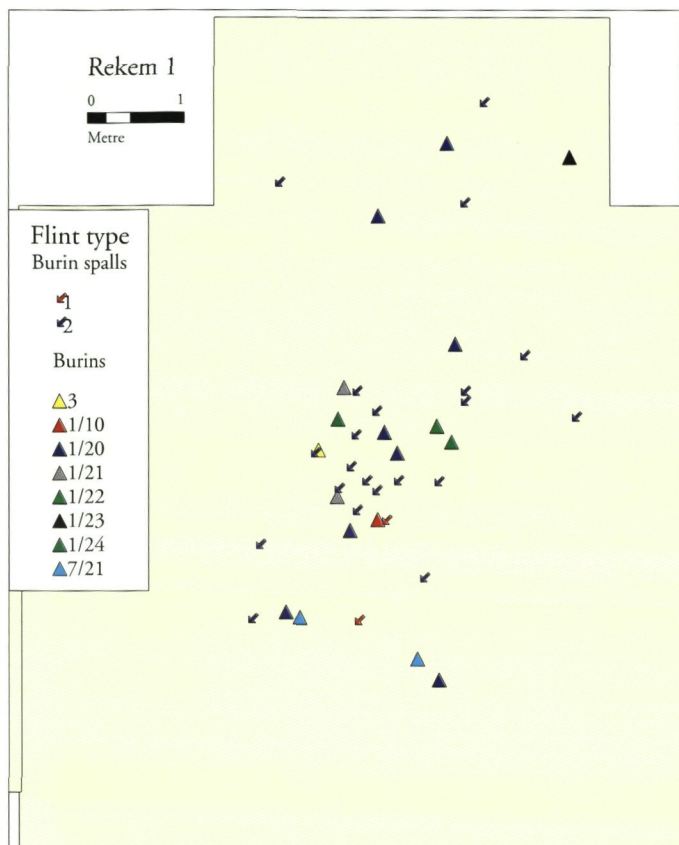 Rekem 1
0 1
Metre
Flint type
Burin spalls
1
2
Burins
3
1/10
1/20
1/21
1/22
1/23
1/24
7/21